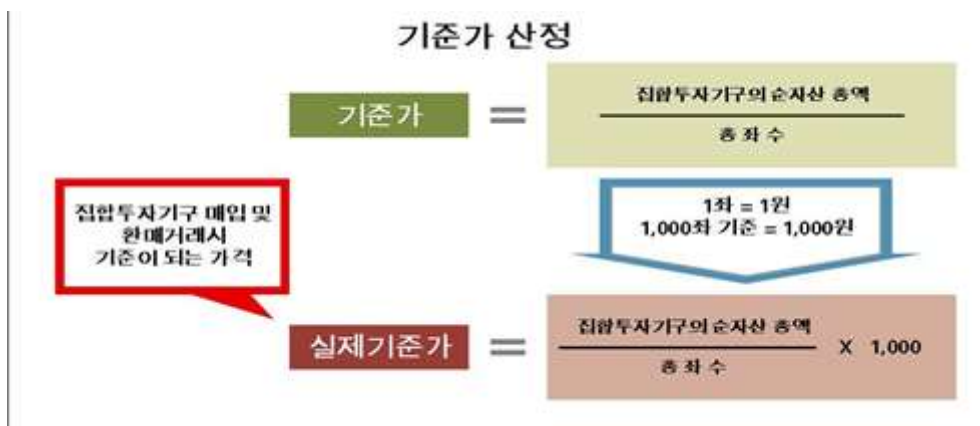 기준가 산정
기준가 =
집합투자기구의 순자산 총액
총 좌 수
집합투자기구 매입 및
환매거래시
기준이 되는 가격
1좌 = 1원
1,000좌 기준 = 1,000원
실제기준가 =
집합투자기구의 순자산 총액
총 좌 수
X 1,000